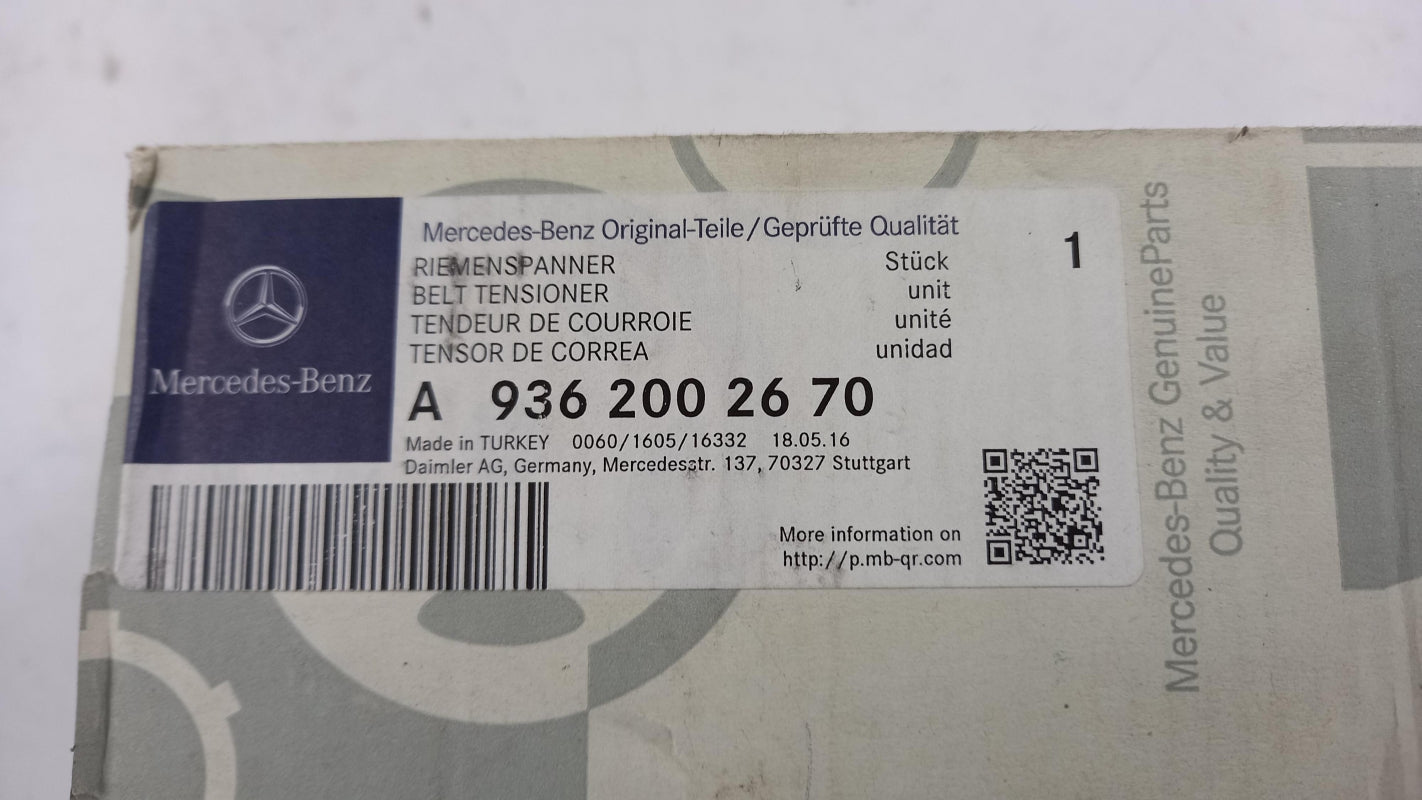 Mercedes-Benz
Mercedes-Benz Original-Teile/Geprüfte Qualität
RIEMENSPANNER Stück 1
BELT TENSIONER unit
TENDEUR DE COURROIE unité
TENSOR DE CORREA unidad
A 936 200 26 70
Made in TURKEY 0060/1605/16332 18.05.16
Daimler AG, Germany, Mercedesstr. 137, 70327 Stuttgart
More information on
http://p.mb-qr.com
Mercedes-Benz GenuineParts
Quality & Value